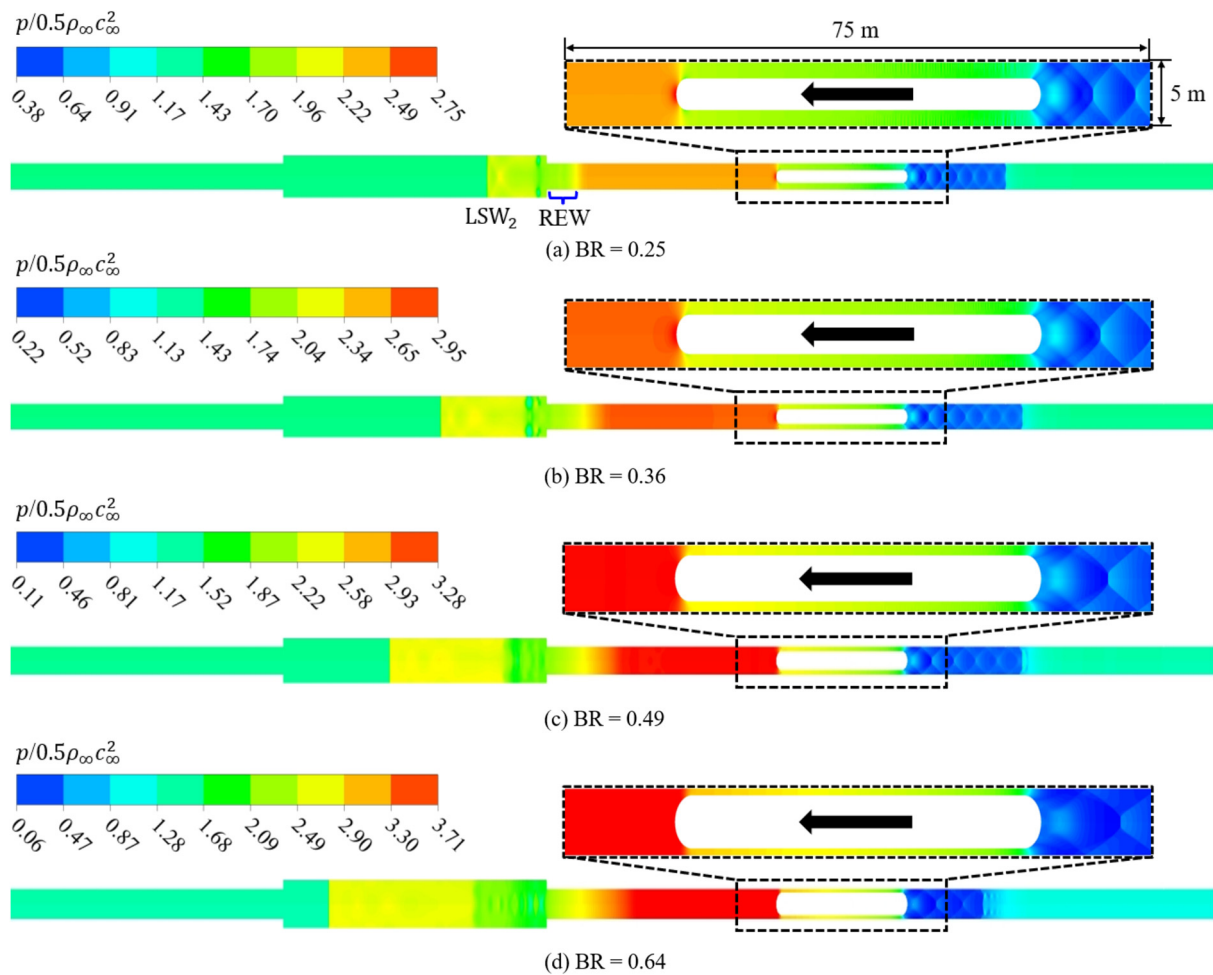 p/0.5ρ∞c²∞
0.38 0.64 0.91 1.17 1.43 1.70 1.96 2.22 2.49 2.75
75 m
5 m
LSW₂ REW
(a) BR = 0.25
p/0.5ρ∞c²∞
0.22 0.52 0.83 1.13 1.43 1.74 2.04 2.34 2.65 2.95
(b) BR = 0.36
p/0.5ρ∞c²∞
0.11 0.46 0.81 1.17 1.52 1.87 2.22 2.58 2.93 3.28
(c) BR = 0.49
p/0.5ρ∞c²∞
0.06 0.47 0.87 1.28 1.68 2.09 2.49 2.90 3.30 3.71
(d) BR = 0.64